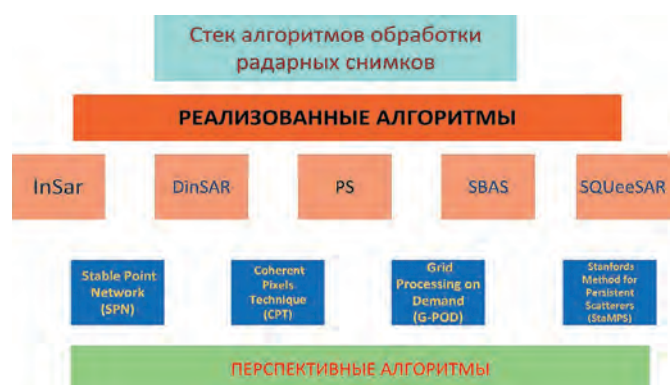 Стек алгоритмов обработки
радарных снимков
РЕАЛИЗОВАННЫЕ АЛГОРИТМЫ
InSar
DinSAR
PS
SBAS
SQUeeSAR
Stable Point
Network
(SPN)
Coherent
Pixels
Technique
(CPT)
Grid
Processing on
Demand
(G-POD)
Stanfords
Method for
Persistent
Scatterers
(StaMPS)
ПЕРСПЕКТИВНЫЕ АЛГОРИТМЫ